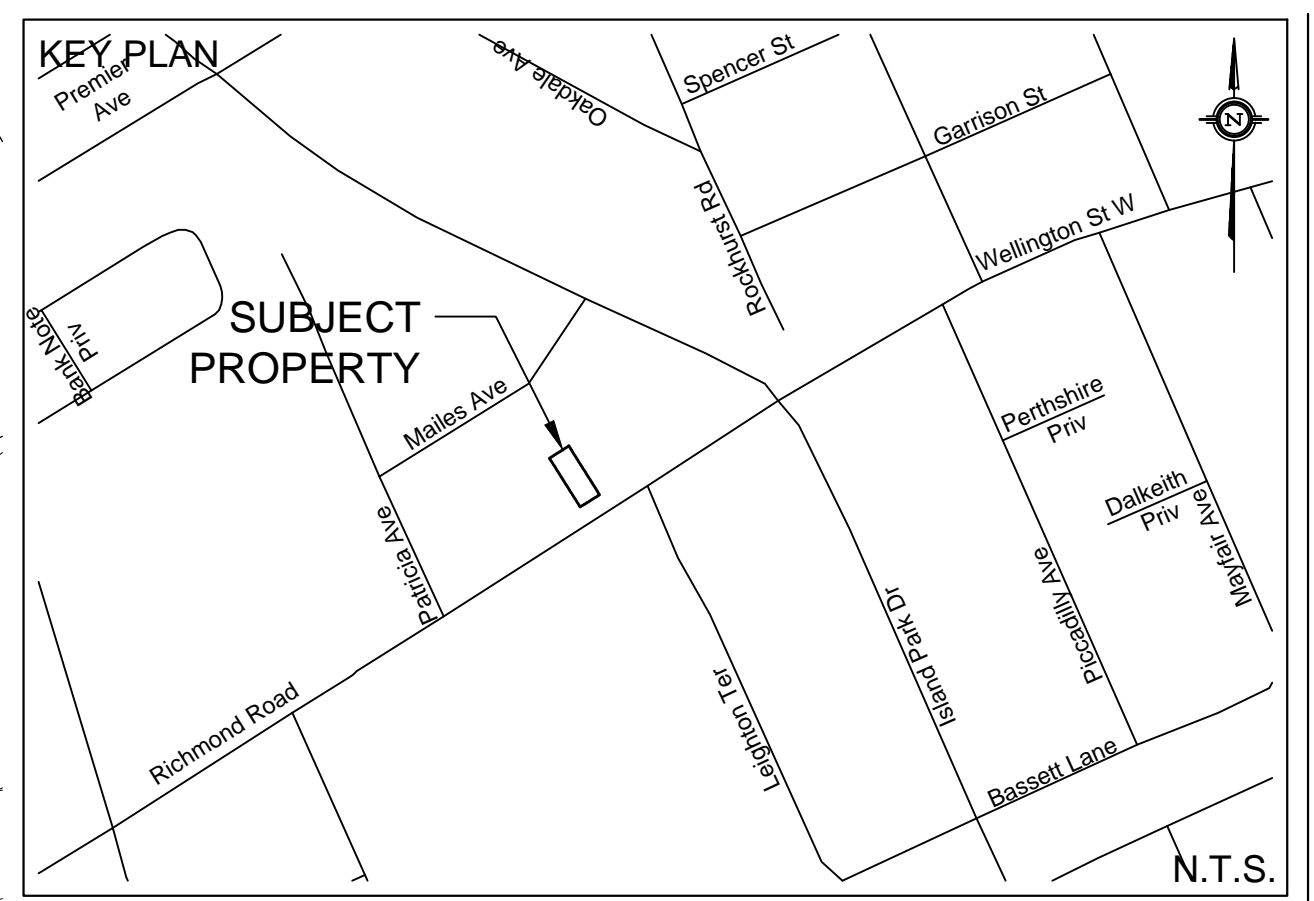 KEY PLAN
Premier
Ave
Oakdale Ave
Spencer St
Garrison St
N
Rockhurst Rd
Wellington St W
Bank Note
Priv
SUBJECT
PROPERTY
Mailes Ave
Perthshire
Priv
Dalkeith
Priv
Patricia Ave
Mayfair Ave
Piccadilly Ave
Island Park Dr
Leighton Ter
Richmond Road
Bassett Lane
N.T.S.